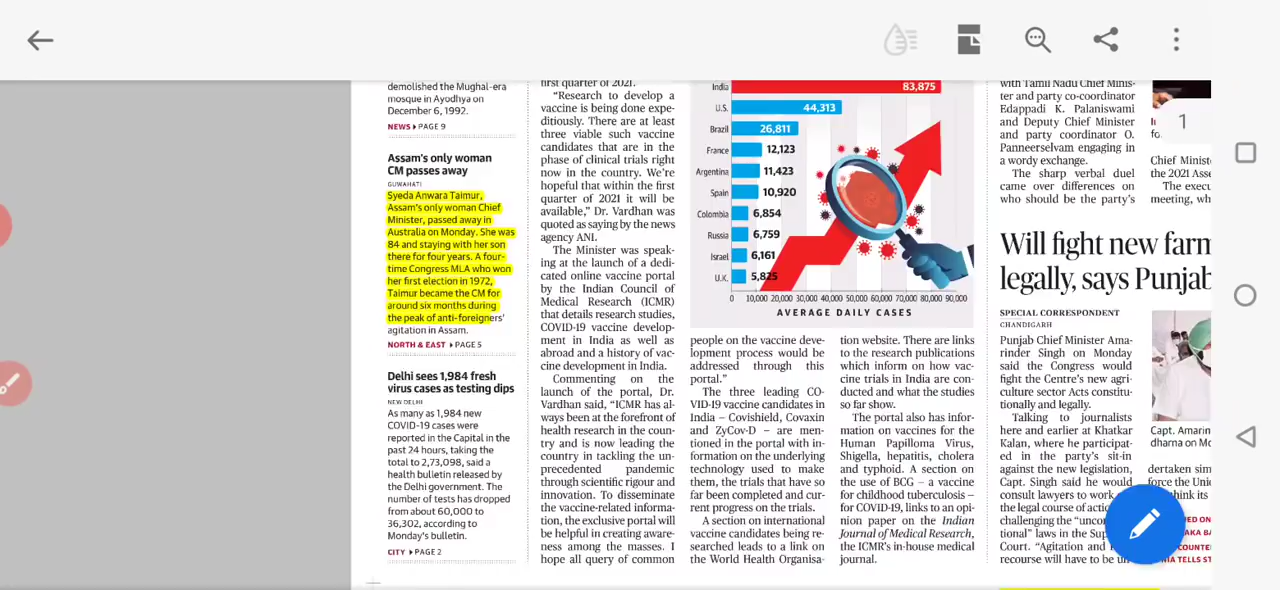 demolished the Mughal-era
mosque in Ayodhya on
December 6, 1992.
NEWS PAGE 9
Assam's only woman
CM passes away
GUWAHATI
Syeda Anwara Taimur,
Assam's only woman Chief
Minister, passed away in
Australia on Monday. She was
84 and staying with her son
there for four years. A four-
time Congress MLA who won
her first election in 1972,
Taimur became the CM for
around six months during
the peak of anti-foreigners'
agitation in Assam.
NORTH & EAST PAGE 5
Delhi sees 1,984 fresh
virus cases as testing dips
NEW DELHI
As many as 1,984 new
COVID-19 cases were
reported in the Capital in the
past 24 hours, taking the
total to 2,73,098, said a
health bulletin released by
the Delhi government. The
number of tests has dropped
from about 60,000 to
36,302, according to
Monday's bulletin.
CITY PAGE 2
first quarter of 2021.
"Research to develop a
vaccine is being done expe-
ditiously. There are at least
three viable such vaccine
candidates that are in the
phase of clinical trials right
now in the country. We're
hopeful that within the first
quarter of 2021 it will be
available," Dr. Vardhan was
quoted as saying by the news
agency ANI.
The Minister was speak-
ing at the launch of a dedi-
cated online vaccine portal
by the Indian Council of
Medical Research (ICMR)
that details research studies,
COVID-19 vaccine develop-
ment in India as well as
abroad and a history of vac-
cine development in India.
Commenting on the
launch of the portal, Dr.
Vardhan said, "ICMR has al-
ways been at the forefront of
health research in the coun-
try and is now leading the
country in tackling the un-
precedented pandemic
through scientific rigour and
innovation. To disseminate
the vaccine-related informa-
tion, the exclusive portal will
be helpful in creating aware-
ness among the masses. I
hope all query of common
India 83,875
U.S. 44,313
Brazil 26,811
France 12,123
Argentina 11,423
Spain 10,920
Colombia 6,854
Russia 6,759
Israel 6,161
U.K. 5,825
0 10,000 20,000 30,000 40,000 50,000 60,000 70,000 80,000 90,000
AVERAGE DAILY CASES
people on the vaccine deve-
lopment process would be
addressed through this
portal."
The three leading CO-
VID-19 vaccine candidates in
India – Covishield, Covaxin
and ZyCov-D – are men-
tioned in the portal with in-
formation on the underlying
technology used to make
them, the trials that have so
far been completed and cur-
rent progress on the trials.
A section on international
vaccine candidates being re-
searched leads to a link on
the World Health Organisa-
tion website. There are links
to the research publications
which inform on how vac-
cine trials in India are con-
ducted and what the studies
so far show.
The portal also has infor-
mation on vaccines for the
Human Papilloma Virus,
Shigella, hepatitis, cholera
and typhoid. A section on
the use of BCG – a vaccine
for childhood tuberculosis –
for COVID-19, links to an opi-
nion paper on the Indian
Journal of Medical Research,
the ICMR's in-house medical
journal.
with Tamil Nadu Chief Minis-
ter and party co-coordinator
Edappadi K. Palaniswami
and Deputy Chief Minister
and party coordinator O.
Panneerselvam engaging in
a wordy exchange.
The sharp verbal duel
came over differences on
who should be the party's
1
fo
Chief Minist
the 2021 Asse
The execu
meeting, wh
Will fight new farm
legally, says Punjab
SPECIAL CORRESPONDENT
CHANDIGARH
Punjab Chief Minister Ama-
rinder Singh on Monday
said the Congress would
fight the Centre's new agri-
culture sector Acts constitu-
tionally and legally.
Talking to journalists
here and earlier at Khatkar
Kalan, where he participat-
ed in the party's sit-in
against the new legislation,
Capt. Singh said he would
consult lawyers to work
the legal course of actio
challenging the "uncon
tional" laws in the Sup
Court. "Agitation and
recourse will have to be un
Capt. Amarin
dharna on Mo
dertaken sim
force the Unio
think its
ED ON
AKA BA
COUNTE
TELLS ST